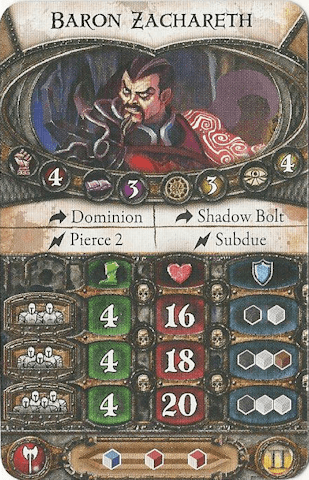 BARON ZACHARETH
4 3 3 4
Dominion Shadow Bolt
Pierce 2 Subdue
4 16
4 18
4 20
II